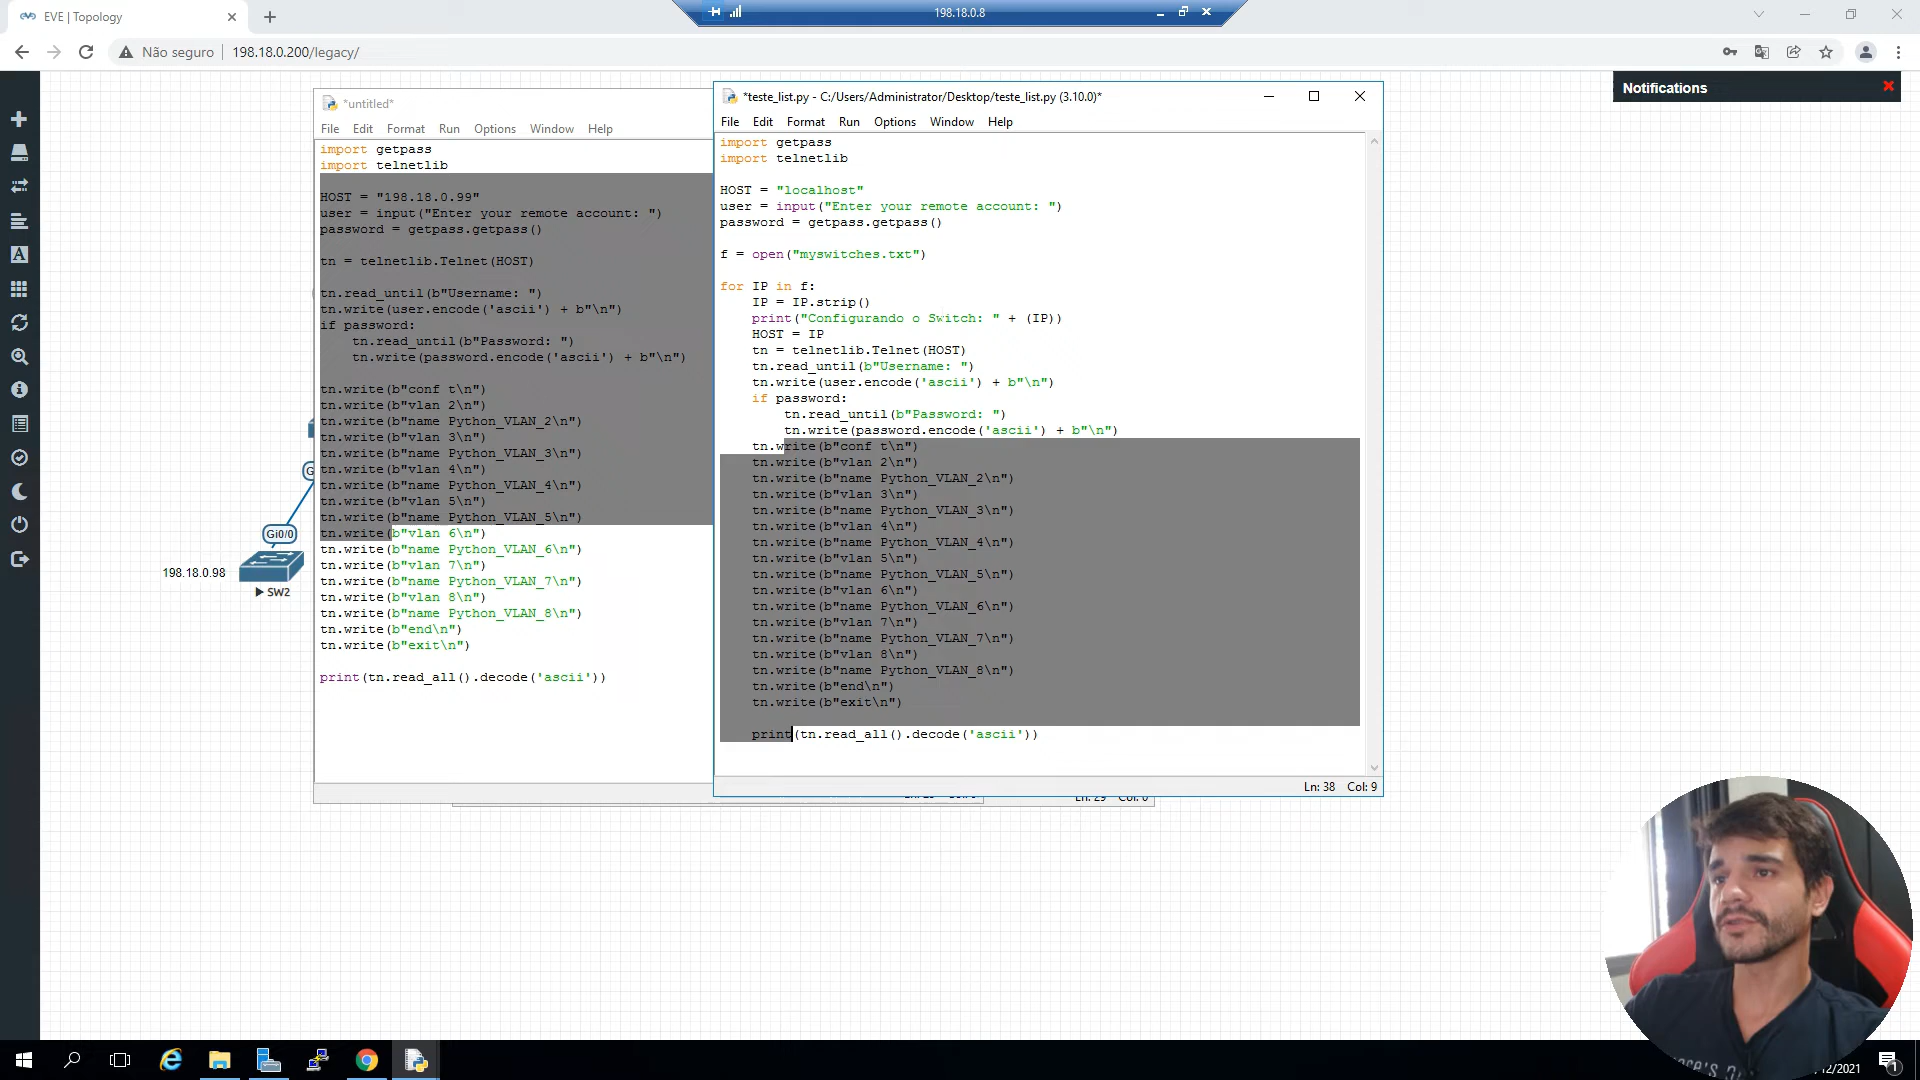 EVE | Topology
198.18.0.8
Não seguro
198.18.0.200/legacy/
Notifications
*untitled*
File Edit Format Run Options Window Help
import getpass
import telnetlib
HOST = "198.18.0.99"
user = input("Enter your remote account: ")
password = getpass.getpass()
tn = telnetlib.Telnet(HOST)
tn.read_until(b"Username: ")
tn.write(user.encode('ascii') + b"\n")
if password:
tn.read_until(b"Password: ")
tn.write(password.encode('ascii') + b"\n")
tn.write(b"conf t\n")
tn.write(b"vlan 2\n")
tn.write(b"name Python_VLAN_2\n")
tn.write(b"vlan 3\n")
tn.write(b"name Python_VLAN_3\n")
tn.write(b"vlan 4\n")
tn.write(b"name Python_VLAN_4\n")
tn.write(b"vlan 5\n")
tn.write(b"name Python_VLAN_5\n")
tn.write(b"vlan 6\n")
tn.write(b"name Python_VLAN_6\n")
tn.write(b"vlan 7\n")
tn.write(b"name Python_VLAN_7\n")
tn.write(b"vlan 8\n")
tn.write(b"name Python_VLAN_8\n")
tn.write(b"end\n")
tn.write(b"exit\n")
print(tn.read_all().decode('ascii'))
*teste_list.py - C:/Users/Administrator/Desktop/teste_list.py (3.10.0)*
File Edit Format Run Options Window Help
import getpass
import telnetlib
HOST = "localhost"
user = input("Enter your remote account: ")
password = getpass.getpass()
f = open("myswitches.txt")
for IP in f:
IP = IP.strip()
print("Configurando o Switch: " + (IP))
HOST = IP
tn = telnetlib.Telnet(HOST)
tn.read_until(b"Username: ")
tn.write(user.encode('ascii') + b"\n")
if password:
tn.read_until(b"Password: ")
tn.write(password.encode('ascii') + b"\n")
tn.write(b"conf t\n")
tn.write(b"vlan 2\n")
tn.write(b"name Python_VLAN_2\n")
tn.write(b"vlan 3\n")
tn.write(b"name Python_VLAN_3\n")
tn.write(b"vlan 4\n")
tn.write(b"name Python_VLAN_4\n")
tn.write(b"vlan 5\n")
tn.write(b"name Python_VLAN_5\n")
tn.write(b"vlan 6\n")
tn.write(b"name Python_VLAN_6\n")
tn.write(b"vlan 7\n")
tn.write(b"name Python_VLAN_7\n")
tn.write(b"vlan 8\n")
tn.write(b"name Python_VLAN_8\n")
tn.write(b"end\n")
tn.write(b"exit\n")
print(tn.read_all().decode('ascii'))
Ln: 38 Col: 9
Gi0/0
198.18.0.98
SW2
12/2021
1